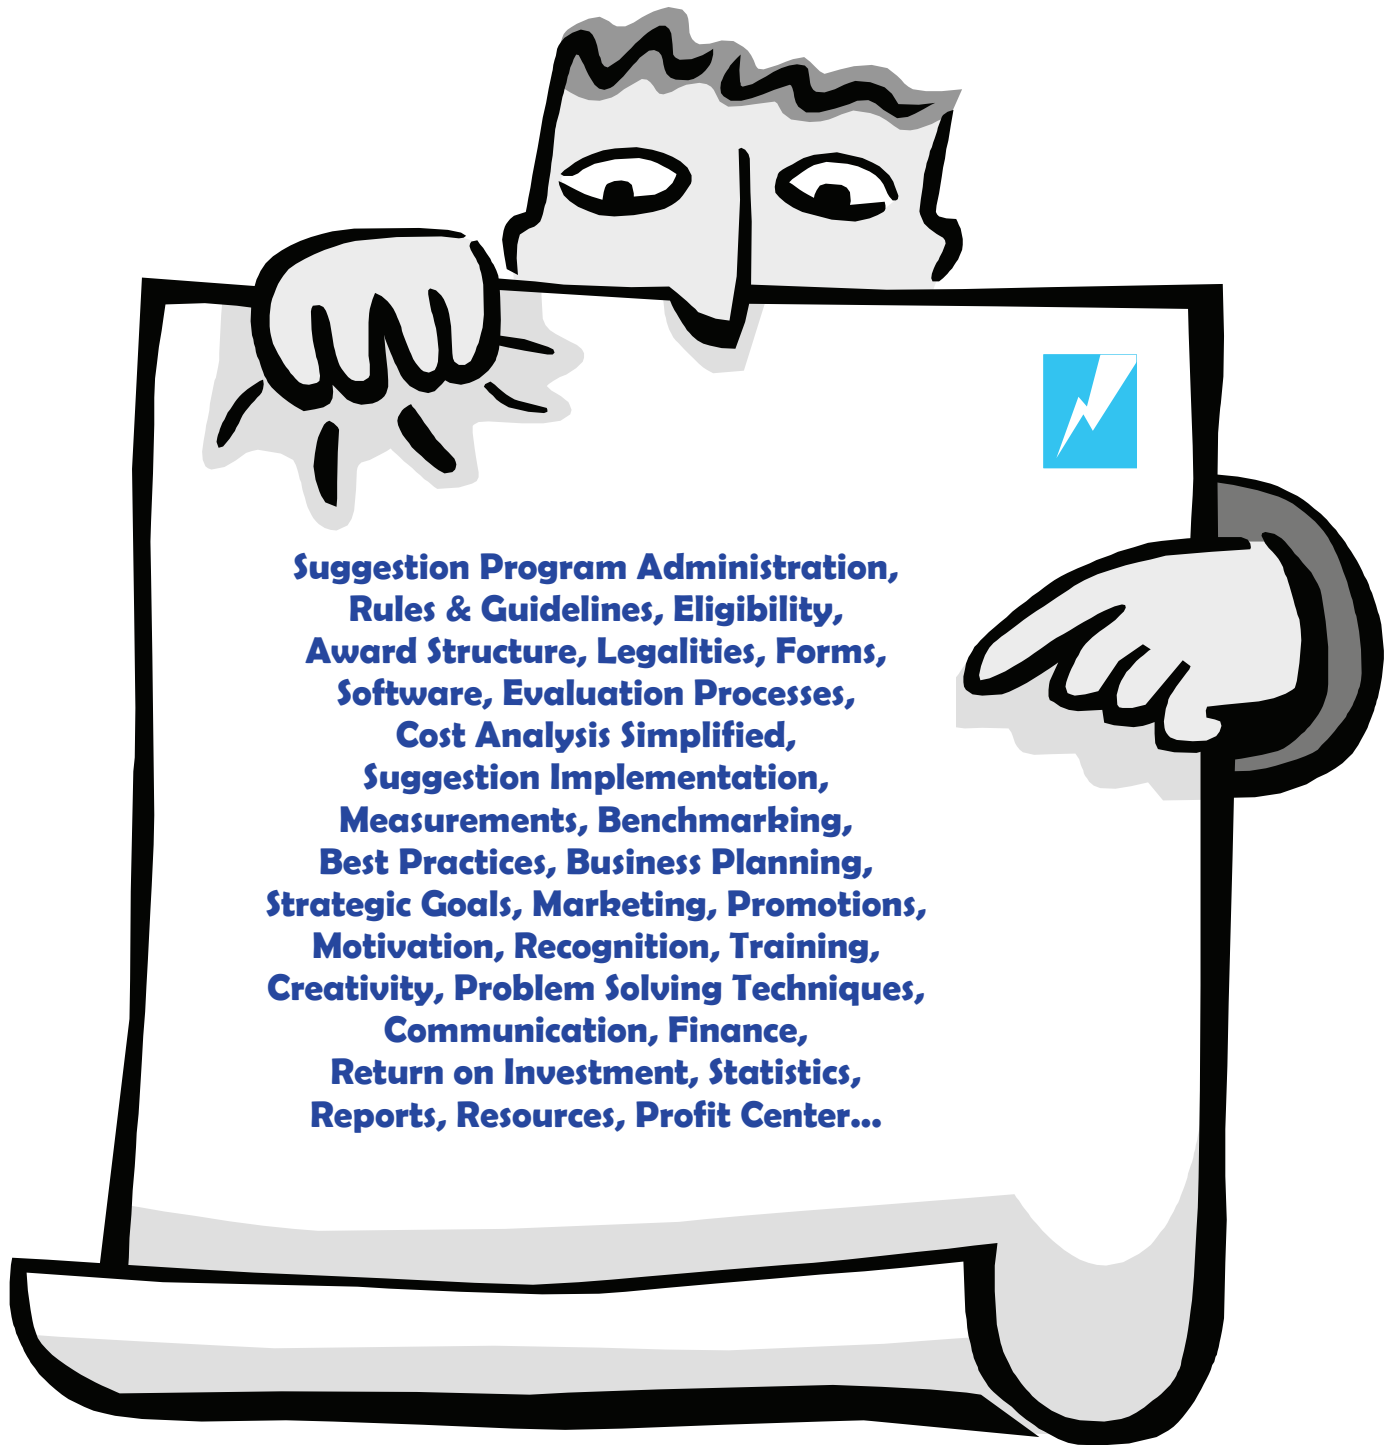 Suggestion Program Administration,
Rules & Guidelines, Eligibility,
Award Structure, Legalities, Forms,
Software, Evaluation Processes,
Cost Analysis Simplified,
Suggestion Implementation,
Measurements, Benchmarking,
Best Practices, Business Planning,
Strategic Goals, Marketing, Promotions,
Motivation, Recognition, Training,
Creativity, Problem Solving Techniques,
Communication, Finance,
Return on Investment, Statistics,
Reports, Resources, Profit Center...